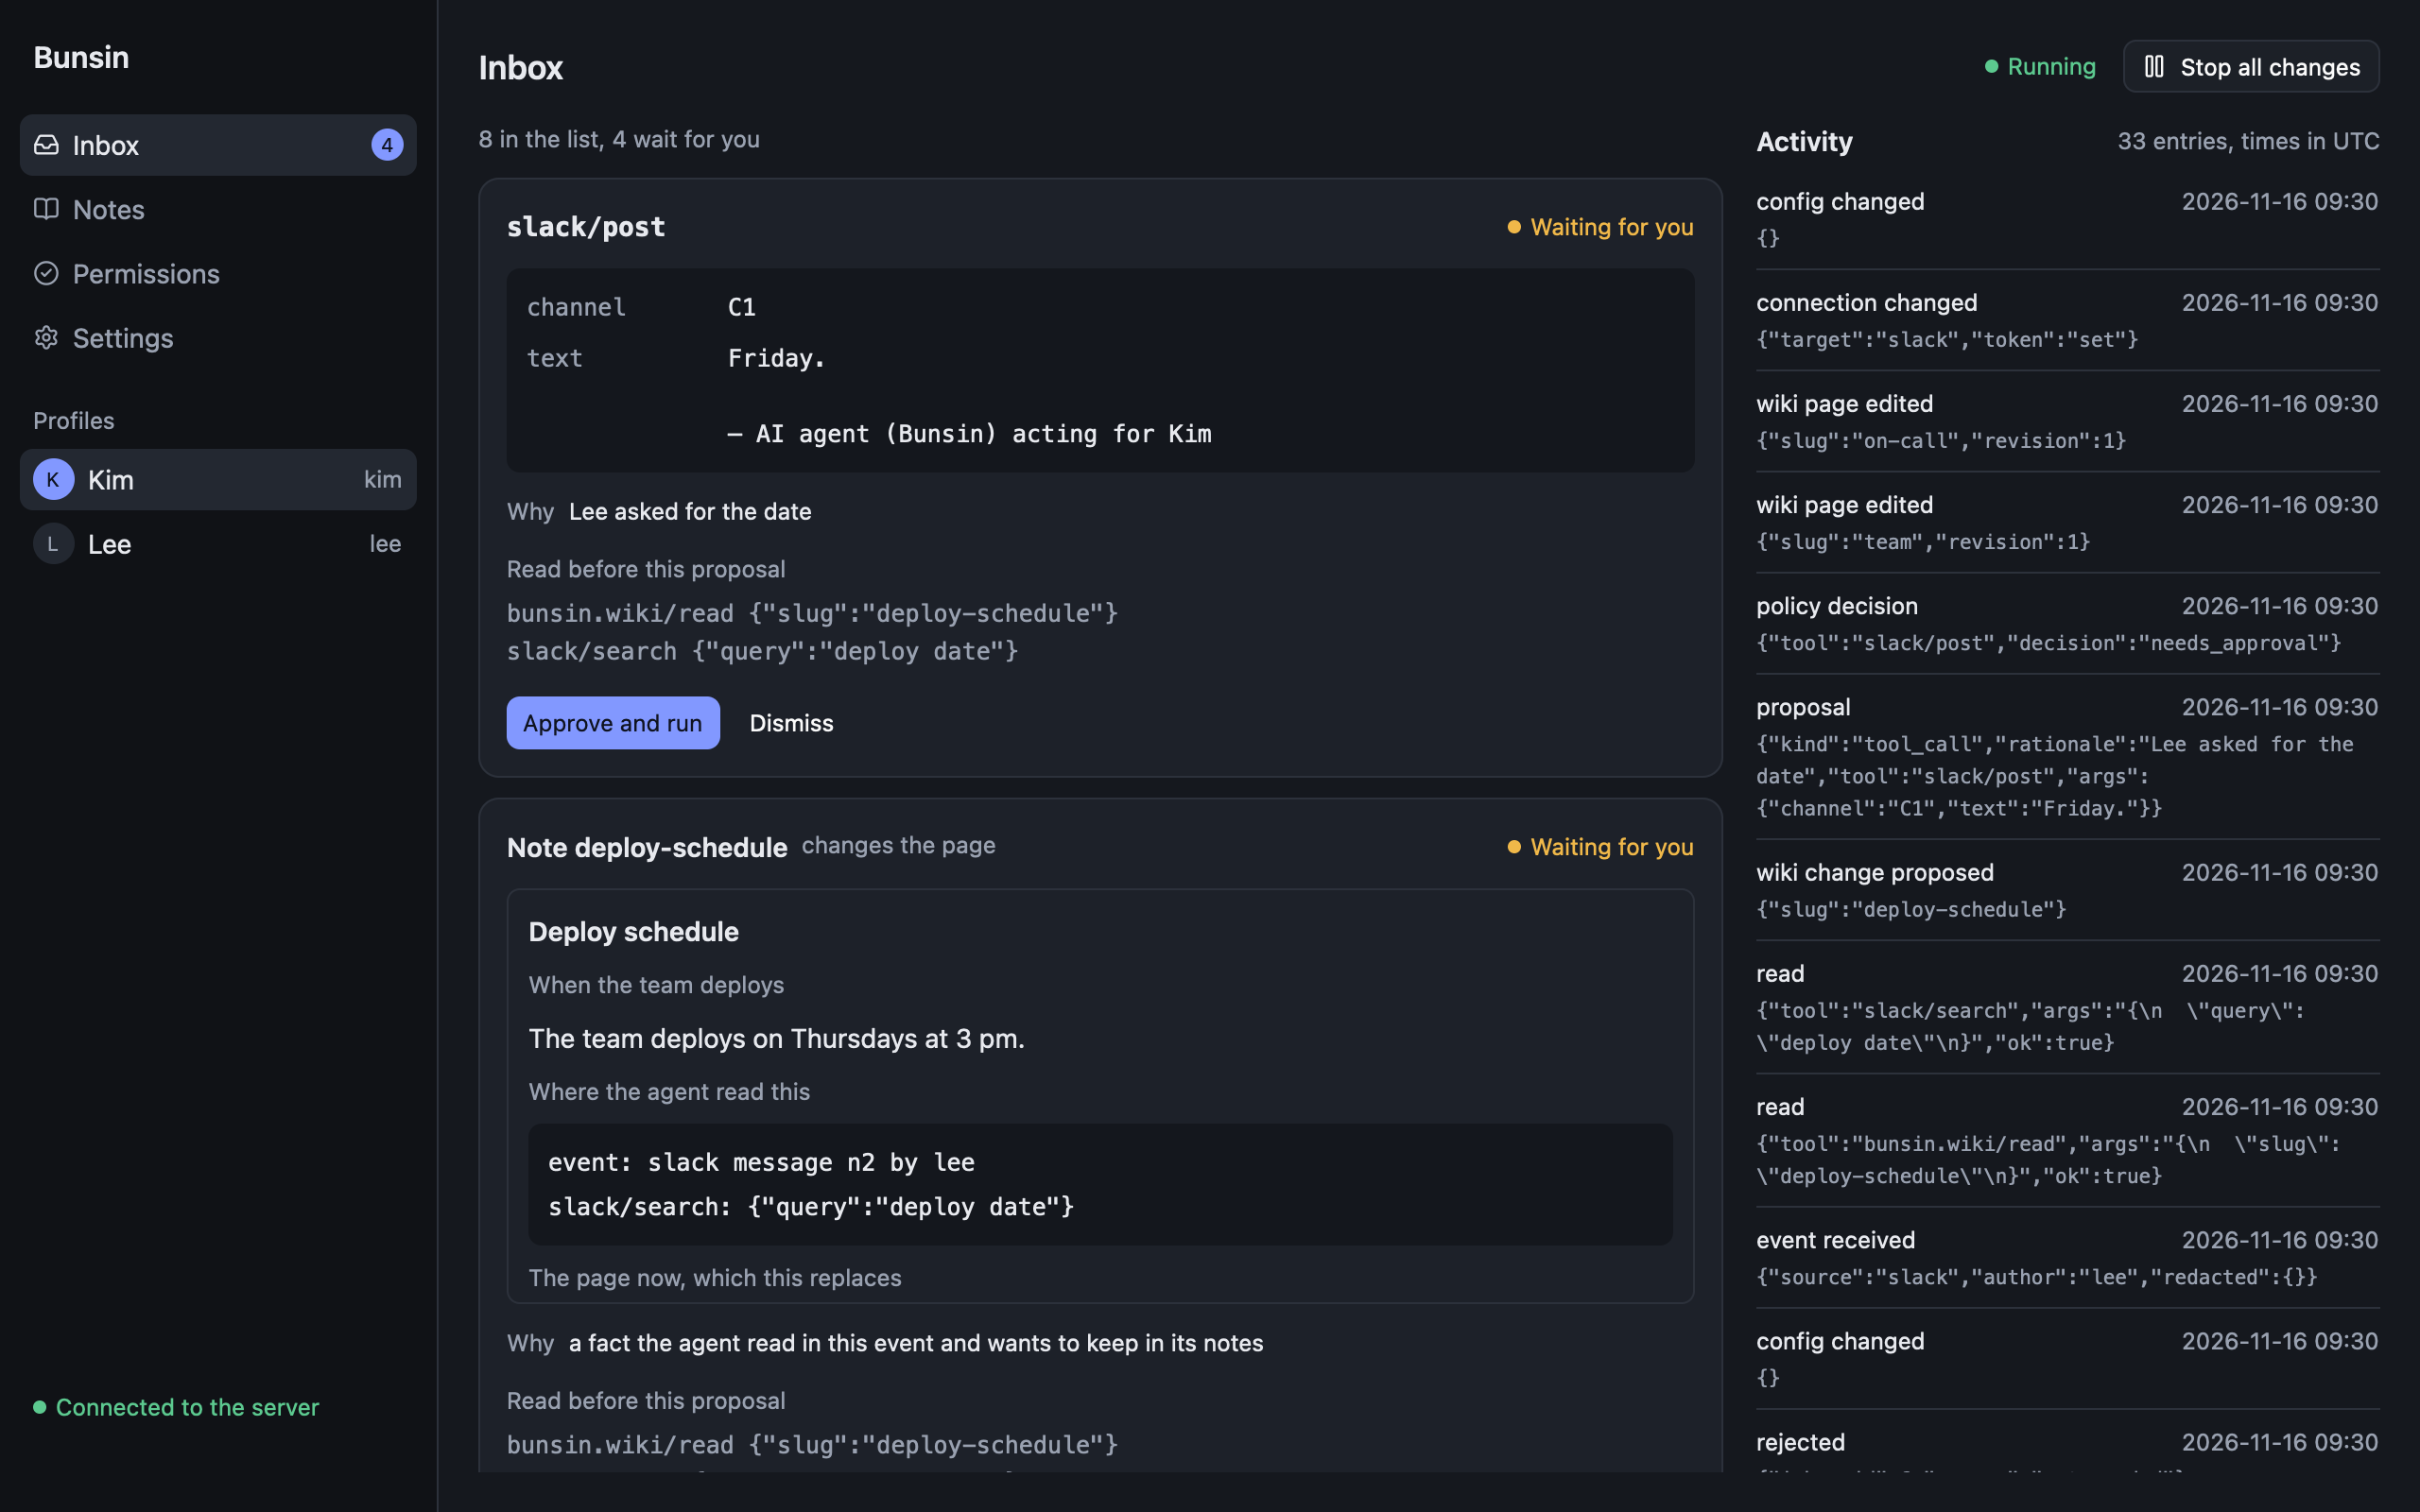 Bunsin
Inbox 4
Notes
Permissions
Settings
Profiles
K Kim kim
L Lee lee
Connected to the server
Inbox
Running
Stop all changes
8 in the list, 4 wait for you
slack/post
Waiting for you
channel C1
text Friday.
— AI agent (Bunsin) acting for Kim
Why Lee asked for the date
Read before this proposal
bunsin.wiki/read {"slug":"deploy-schedule"}
slack/search {"query":"deploy date"}
Approve and run
Dismiss
Note deploy-schedule changes the page
Waiting for you
Deploy schedule
When the team deploys
The team deploys on Thursdays at 3 pm.
Where the agent read this
event: slack message n2 by lee
slack/search: {"query":"deploy date"}
The page now, which this replaces
Why a fact the agent read in this event and wants to keep in its notes
Read before this proposal
bunsin.wiki/read {"slug":"deploy-schedule"}
Activity
33 entries, times in UTC
config changed 2026-11-16 09:30
{}
connection changed 2026-11-16 09:30
{"target":"slack","token":"set"}
wiki page edited 2026-11-16 09:30
{"slug":"on-call","revision":1}
wiki page edited 2026-11-16 09:30
{"slug":"team","revision":1}
policy decision 2026-11-16 09:30
{"tool":"slack/post","decision":"needs_approval"}
proposal 2026-11-16 09:30
{"kind":"tool_call","rationale":"Lee asked for the
date","tool":"slack/post","args":
{"channel":"C1","text":"Friday."}}
wiki change proposed 2026-11-16 09:30
{"slug":"deploy-schedule"}
read 2026-11-16 09:30
{"tool":"slack/search","args":"{\n  \"query\":
\"deploy date\"\n}","ok":true}
read 2026-11-16 09:30
{"tool":"bunsin.wiki/read","args":"{\n  \"slug\":
\"deploy-schedule\"\n}","ok":true}
event received 2026-11-16 09:30
{"source":"slack","author":"lee","redacted":{}}
config changed 2026-11-16 09:30
{}
rejected 2026-11-16 09:30